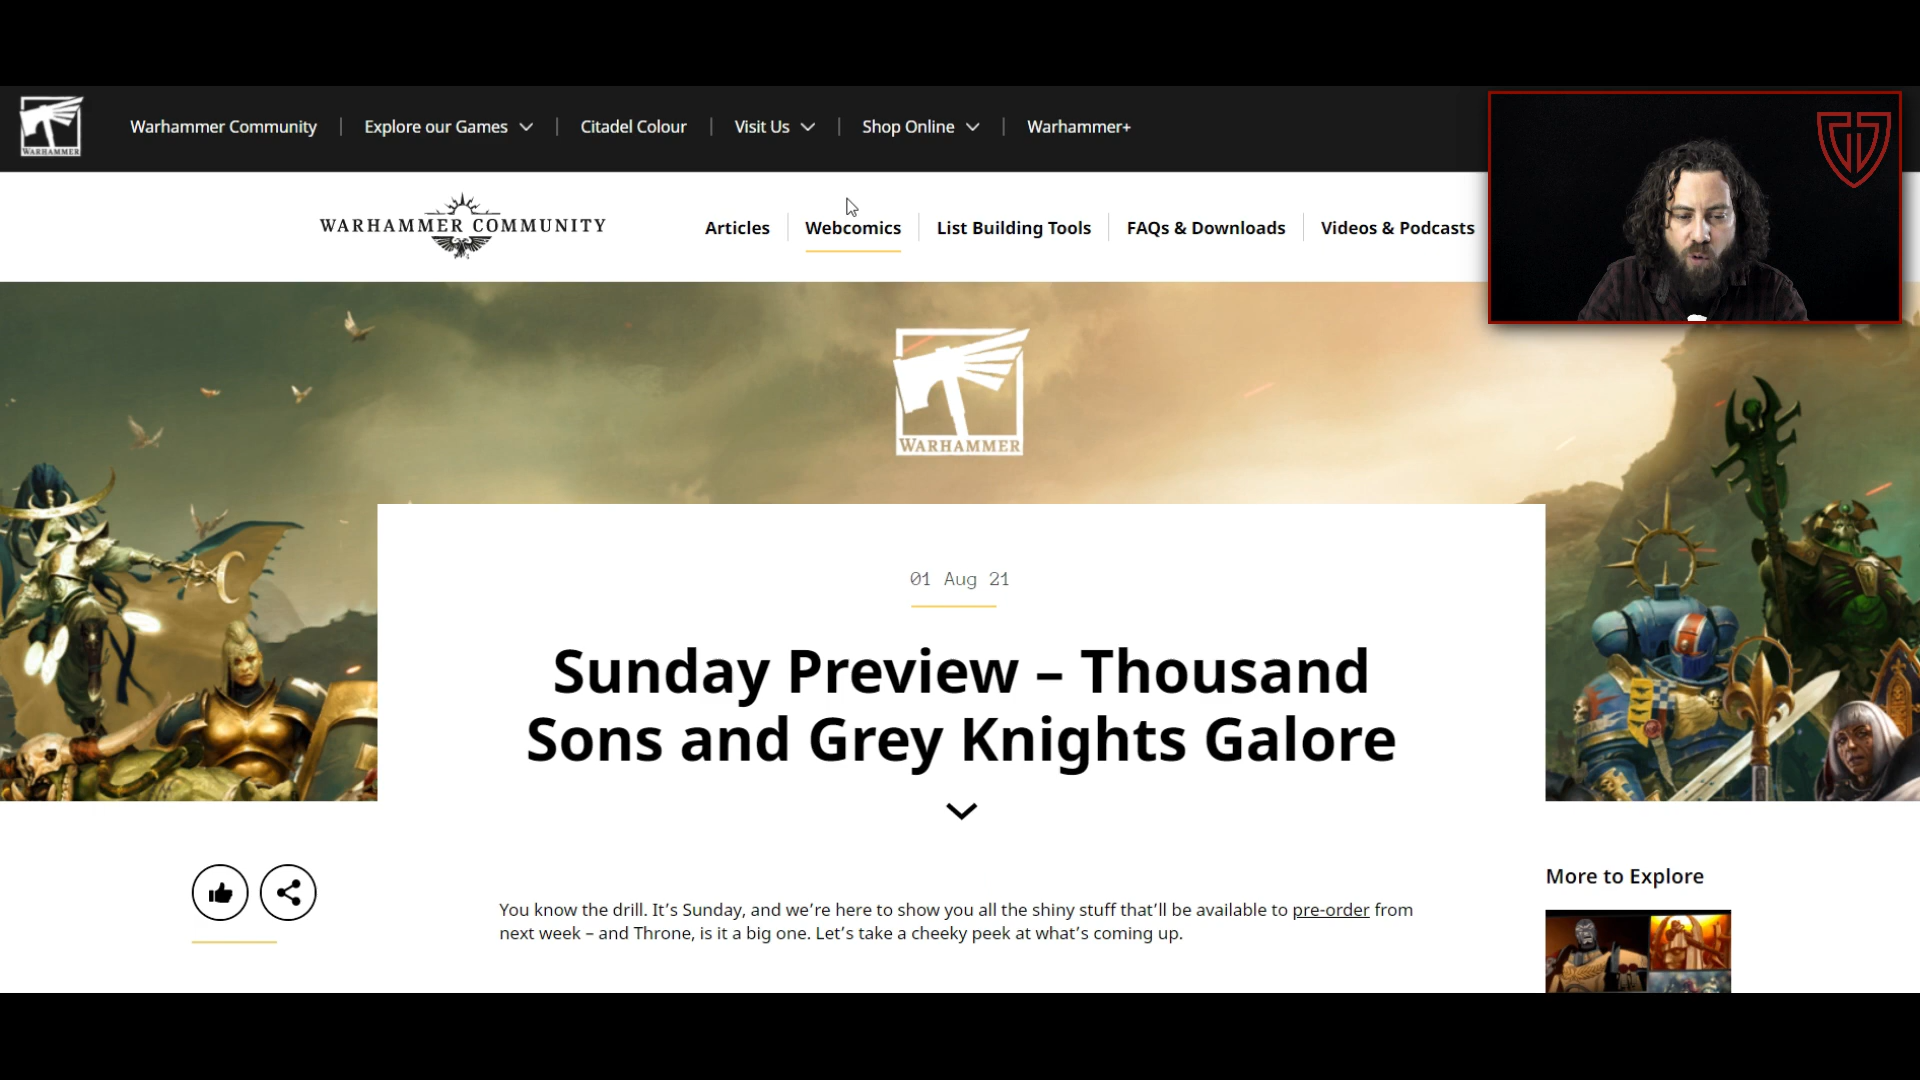 WARHAMMER
Warhammer Community
Explore our Games
Citadel Colour
Visit Us
Shop Online
Warhammer+
WARHAMMER COMMUNITY
Articles
Webcomics
List Building Tools
FAQs & Downloads
Videos & Podcasts
WARHAMMER
01 Aug 21
Sunday Preview – Thousand
Sons and Grey Knights Galore
You know the drill. It’s Sunday, and we’re here to show you all the shiny stuff that’ll be available to pre-order from
next week – and Throne, is it a big one. Let’s take a cheeky peek at what’s coming up.
More to Explore